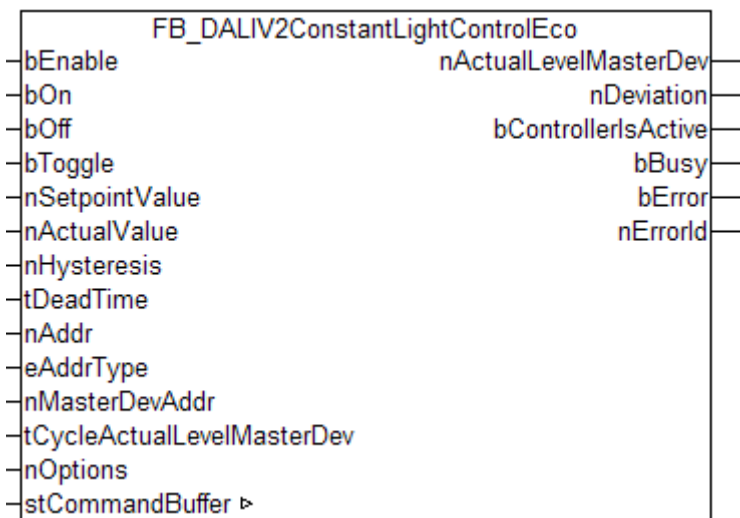 FB_DALIV2ConstantLightControlEco
bEnable nActualLevelMasterDev
bOn nDeviation
bOff bControllerIsActive
bToggle bBusy
nSetpointValue bError
nActualValue nErrorId
nHysteresis
tDeadTime
nAddr
eAddrType
nMasterDevAddr
tCycleActualLevelMasterDev
nOptions
stCommandBuffer ▹